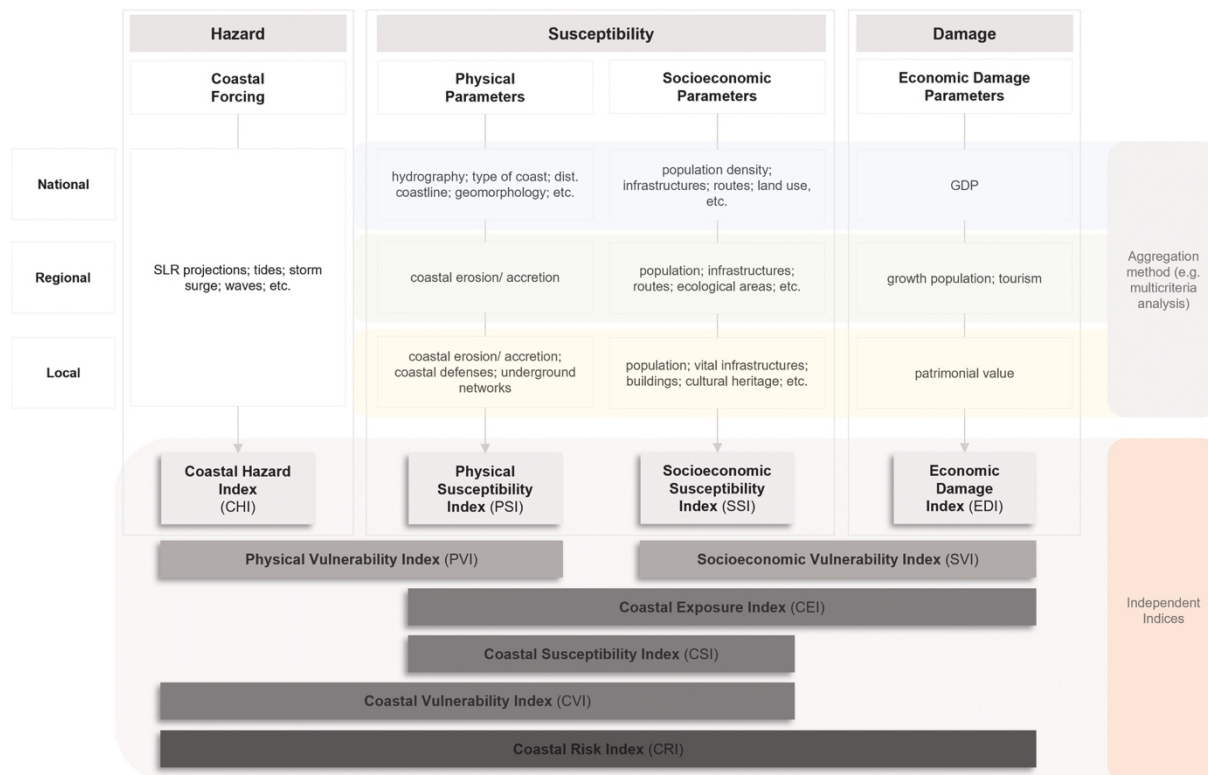 Hazard
Susceptibility
Damage
Coastal
Forcing
Physical
Parameters
Socioeconomic
Parameters
Economic Damage
Parameters
National
hydrography; type of coast; dist.
coastline; geomorphology; etc.
population density;
infrastructures; routes; land use,
etc.
GDP
Regional
SLR projections; tides; storm
surge; waves; etc.
coastal erosion/ accretion
population; infrastructures;
routes; ecological areas; etc.
growth population; tourism
Aggregation
method (e.g.
multicriteria
analysis)
Local
coastal erosion/ accretion;
coastal defenses; underground
networks
population; vital infrastructures;
buildings; cultural heritage; etc.
patrimonial value
Coastal Hazard
Index
(CHI)
Physical
Susceptibility
Index (PSI)
Socioeconomic
Susceptibility
Index (SSI)
Economic
Damage
Index (EDI)
Physical Vulnerability Index (PVI)
Socioeconomic Vulnerability Index (SVI)
Coastal Exposure Index (CEI)
Independent
Indices
Coastal Susceptibility Index (CSI)
Coastal Vulnerability Index (CVI)
Coastal Risk Index (CRI)